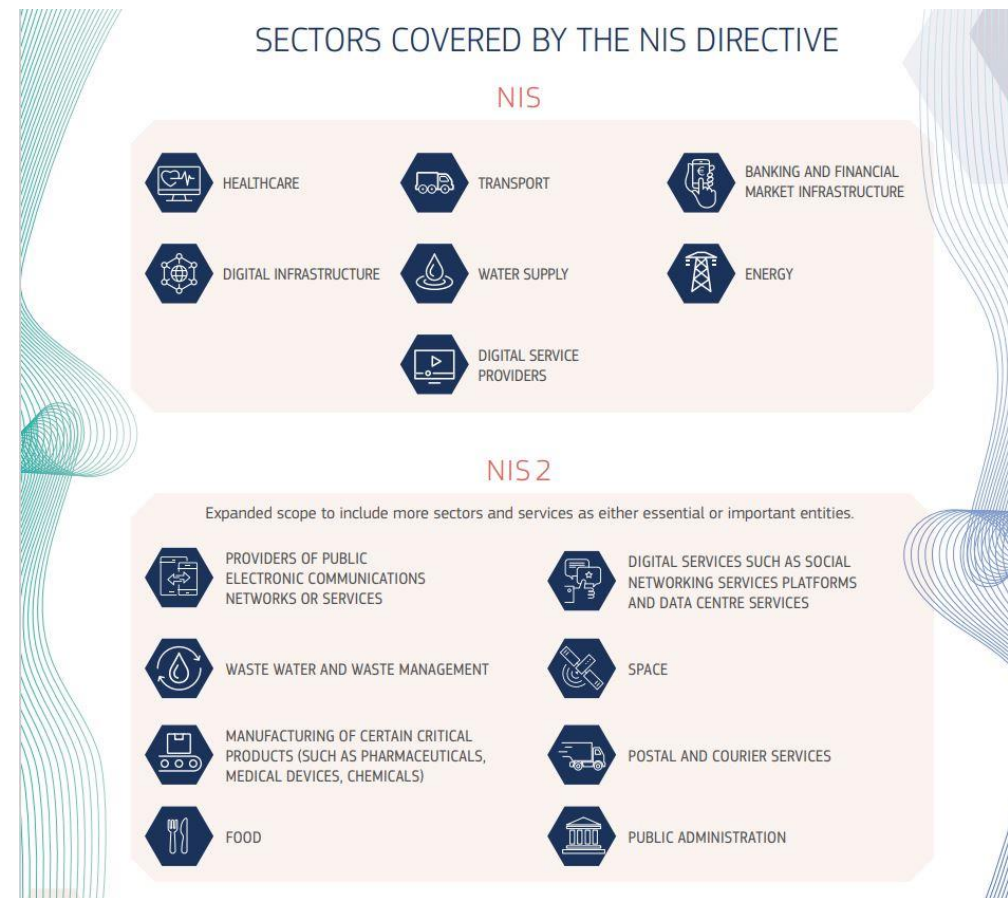 SECTORS COVERED BY THE NIS DIRECTIVE
NIS
HEALTHCARE
TRANSPORT
BANKING AND FINANCIAL
MARKET INFRASTRUCTURE
DIGITAL INFRASTRUCTURE
WATER SUPPLY
ENERGY
DIGITAL SERVICE
PROVIDERS
NIS 2
Expanded scope to include more sectors and services as either essential or important entities.
PROVIDERS OF PUBLIC
ELECTRONIC COMMUNICATIONS
NETWORKS OR SERVICES
DIGITAL SERVICES SUCH AS SOCIAL
NETWORKING SERVICES PLATFORMS
AND DATA CENTRE SERVICES
WASTE WATER AND WASTE MANAGEMENT
SPACE
MANUFACTURING OF CERTAIN CRITICAL
PRODUCTS (SUCH AS PHARMACEUTICALS,
MEDICAL DEVICES, CHEMICALS)
POSTAL AND COURIER SERVICES
FOOD
PUBLIC ADMINISTRATION